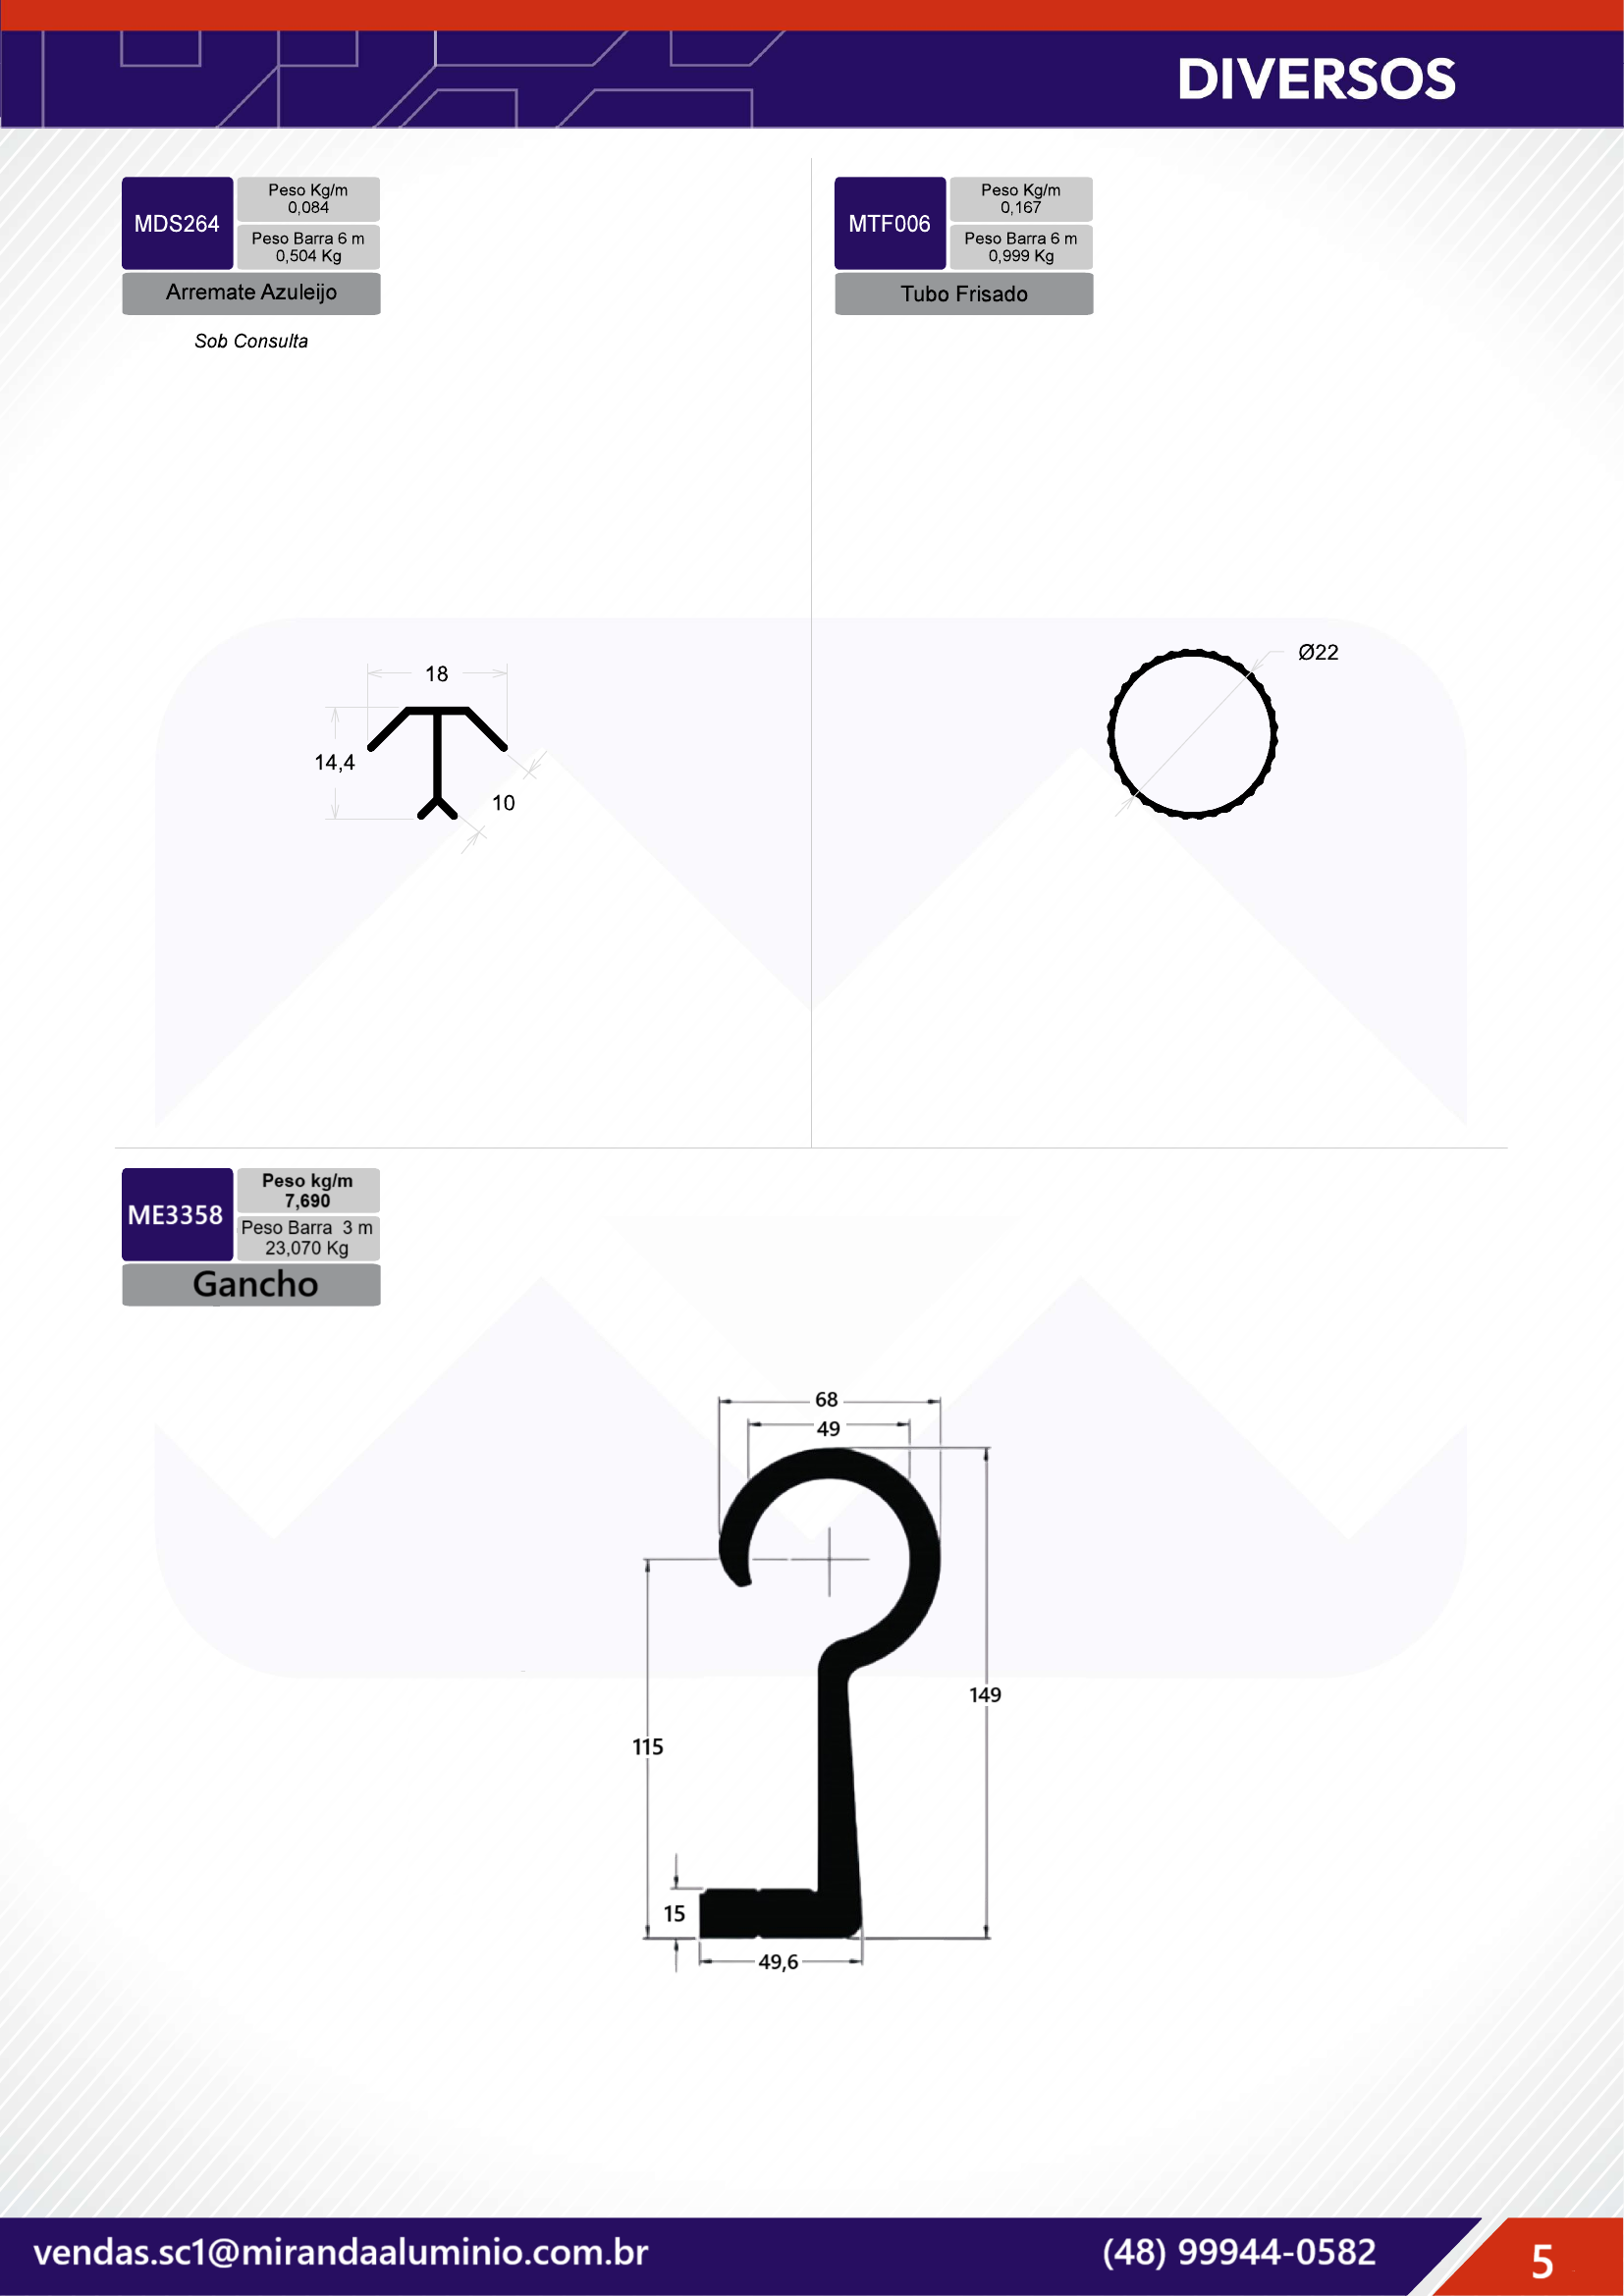 DIVERSOS
MDS264
Peso Kg/m
0,084
Peso Barra 6 m
0,504 Kg
Arremate Azuleijo
Sob Consulta
MTF006
Peso Kg/m
0,167
Peso Barra 6 m
0,999 Kg
Tubo Frisado
18
14,4
10
Ø22
ME3358
Peso kg/m
7,690
Peso Barra 3 m
23,070 Kg
Gancho
68
49
149
115
15
49,6
vendas.sc1@mirandaaluminio.com.br
(48) 99944-0582
5